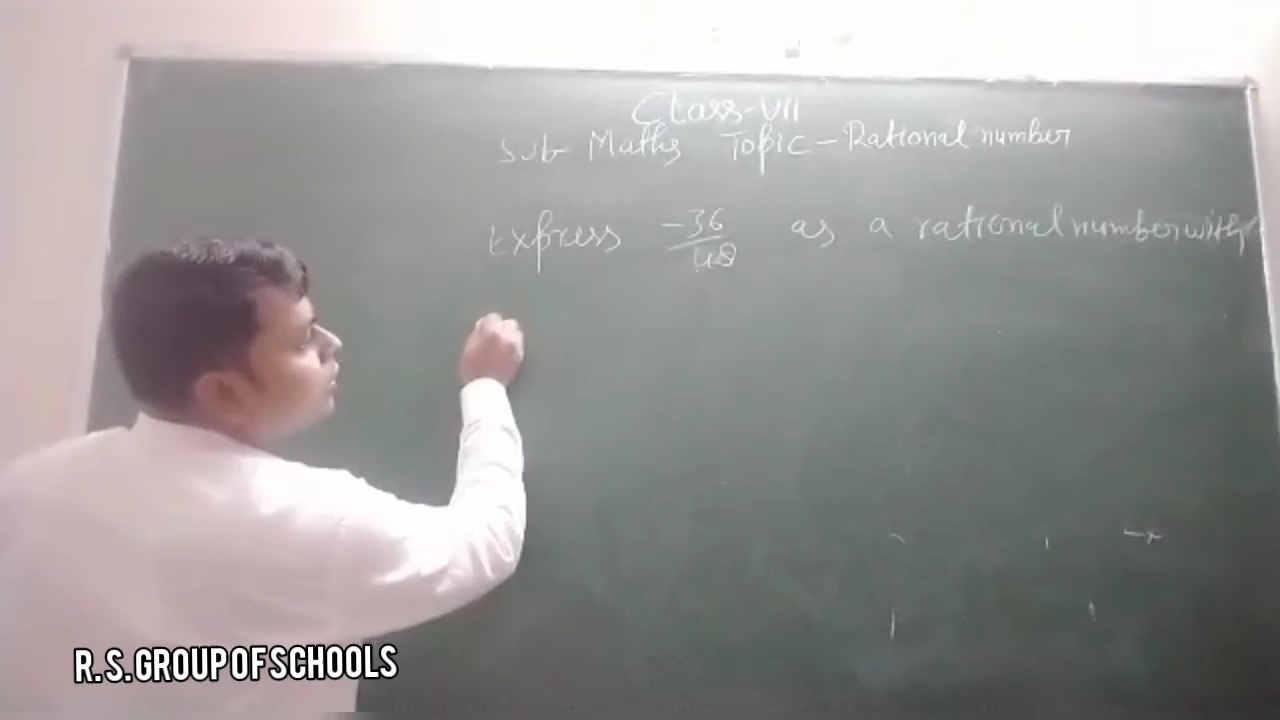 Class-VII
Sub Maths Topic-Rational number
Express -36/48 as a rational number with
R.S. GROUP OF SCHOOLS